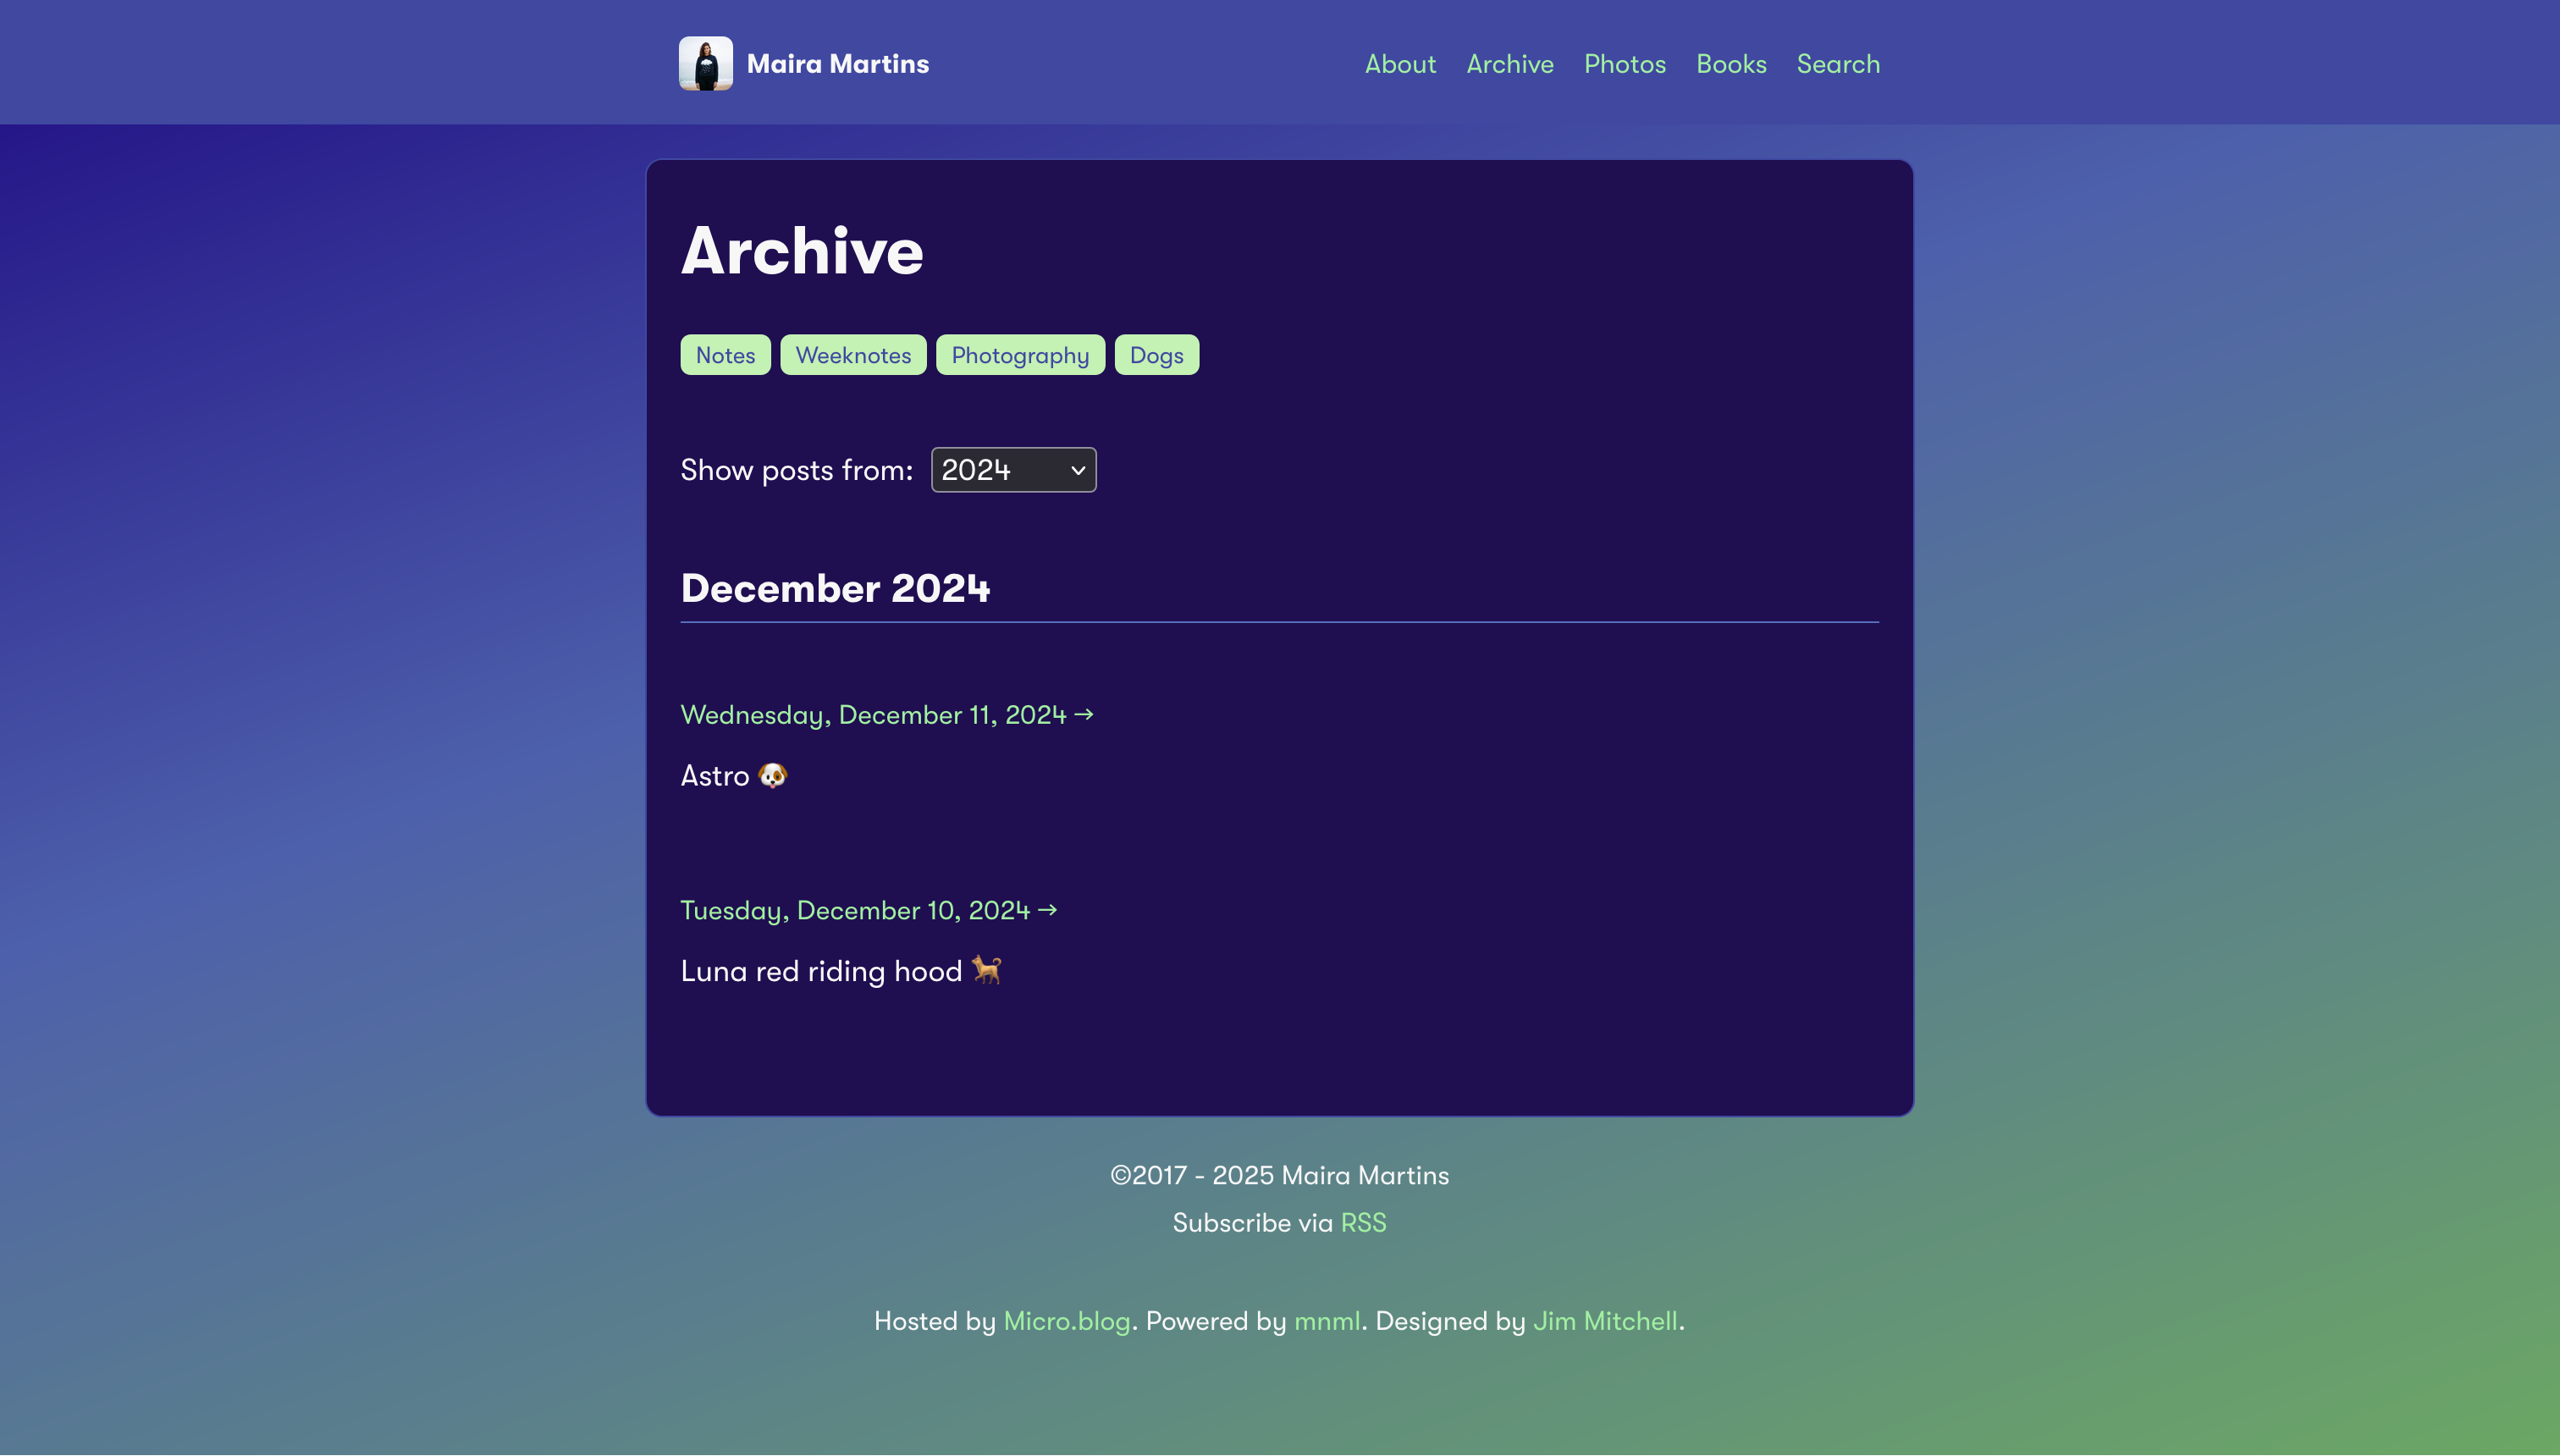 Maira Martins
About Archive Photos Books Search
Archive
Notes Weeknotes Photography Dogs
Show posts from: 2024
December 2024
Wednesday, December 11, 2024 →
Astro 🐶
Tuesday, December 10, 2024 →
Luna red riding hood 🐕
©2017 - 2025 Maira Martins
Subscribe via RSS
Hosted by Micro.blog. Powered by mnml. Designed by Jim Mitchell.